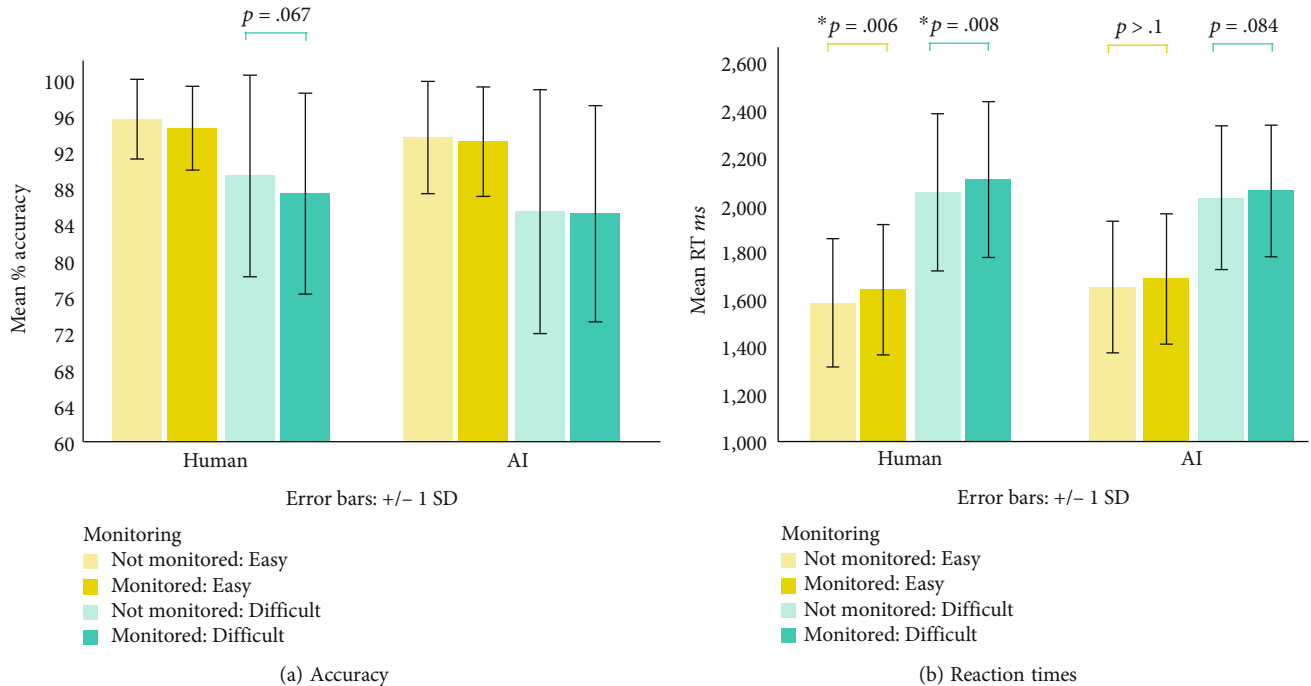 p = .067
100
96
92
88
84
80
76
72
68
64
60
Mean % accuracy
Human
AI
Error bars: +/– 1 SD
Monitoring
Not monitored: Easy
Monitored: Easy
Not monitored: Difficult
Monitored: Difficult
(a) Accuracy
*p = .006
*p = .008
p > .1
p = .084
2,600
2,400
2,200
2,000
1,800
1,600
1,400
1,200
1,000
Mean RT ms
Human
AI
Error bars: +/– 1 SD
Monitoring
Not monitored: Easy
Monitored: Easy
Not monitored: Difficult
Monitored: Difficult
(b) Reaction times